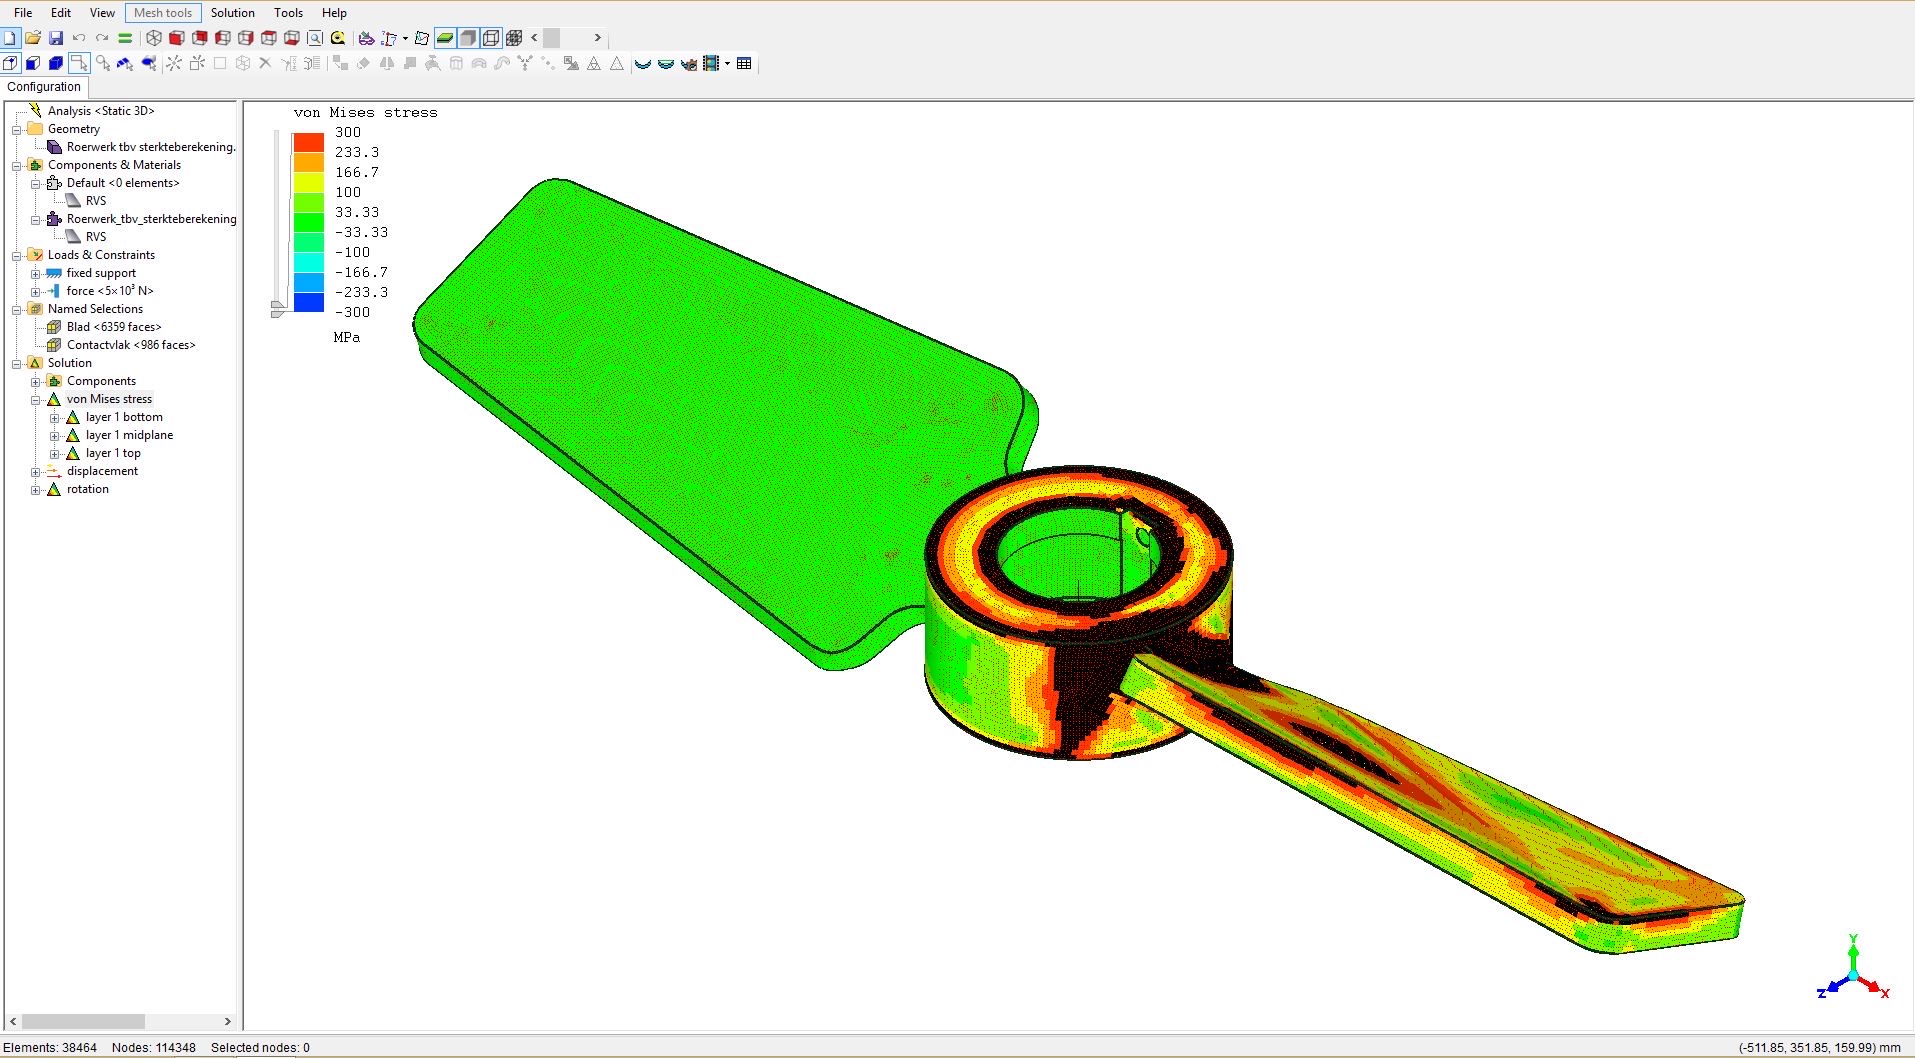 File Edit View Mesh tools Solution Tools Help
Configuration
Analysis <Static 3D>
Geometry
Roerwerk tbv sterkteberekening.
Components & Materials
Default <0 elements>
RVS
Roerwerk_tbv_sterkteberekening
RVS
Loads & Constraints
fixed support
force <5×10³ N>
Named Selections
Blad <6359 faces>
Contactvlak <986 faces>
Solution
Components
von Mises stress
layer 1 bottom
layer 1 midplane
layer 1 top
displacement
rotation
von Mises stress
300
233.3
166.7
100
33.33
-33.33
-100
-166.7
-233.3
-300
MPa
Y
Z X
Elements: 38464 Nodes: 114348 Selected nodes: 0 (-511.85, 351.85, 159.99) mm